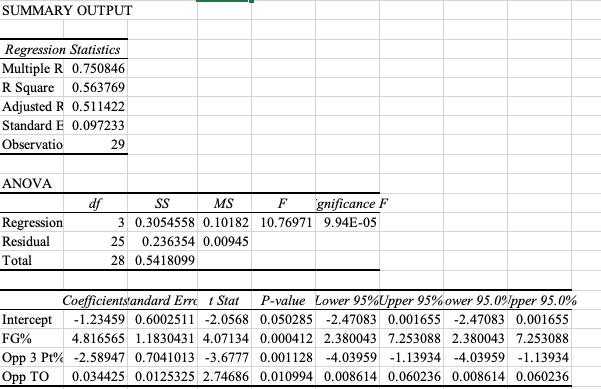 SUMMARY OUTPUT
Regression Statistics
Multiple R 0.750846
R Square 0.563769
Adjusted R 0.511422
Standard E 0.097233
Observatio 29
ANOVA
df SS MS F gnificance F
Regression 3 0.3054558 0.10182 10.76971 9.94E-05
Residual 25 0.236354 0.00945
Total 28 0.5418099
Coefficients tandard Erro t Stat P-value Lower 95% Upper 95% ower 95.0% pper 95.0%
Intercept -1.23459 0.6002511 -2.0568 0.050285 -2.47083 0.001655 -2.47083 0.001655
FG% 4.816565 1.1830431 4.07134 0.000412 2.380043 7.253088 2.380043 7.253088
Opp 3 Pt% -2.58947 0.7041013 -3.6777 0.001128 -4.03959 -1.13934 -4.03959 -1.13934
Opp TO 0.034425 0.0125325 2.74686 0.010994 0.008614 0.060236 0.008614 0.060236